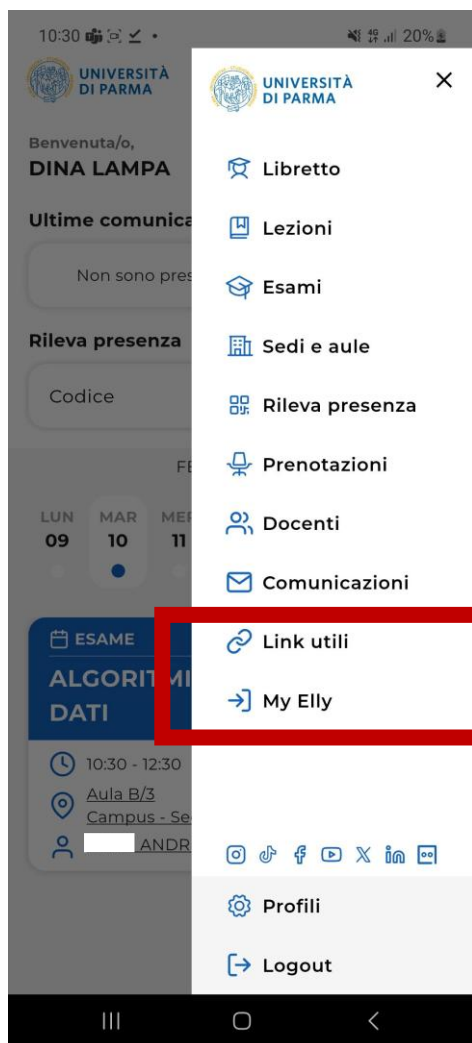 10:30
4G
20%
UNIVERSITÀ
DI PARMA
Benvenuta/o,
DINA LAMPA
Ultime comunica
Non sono pres
Rileva presenza
Codice
FE
LUN MAR MER
09 10 11
ESAME
ALGORITMI
DATI
10:30 - 12:30
Aula B/3
Campus - Se
ANDR
UNIVERSITÀ
DI PARMA
Libretto
Lezioni
Esami
Sedi e aule
Rileva presenza
Prenotazioni
Docenti
Comunicazioni
Link utili
My Elly
Profili
Logout